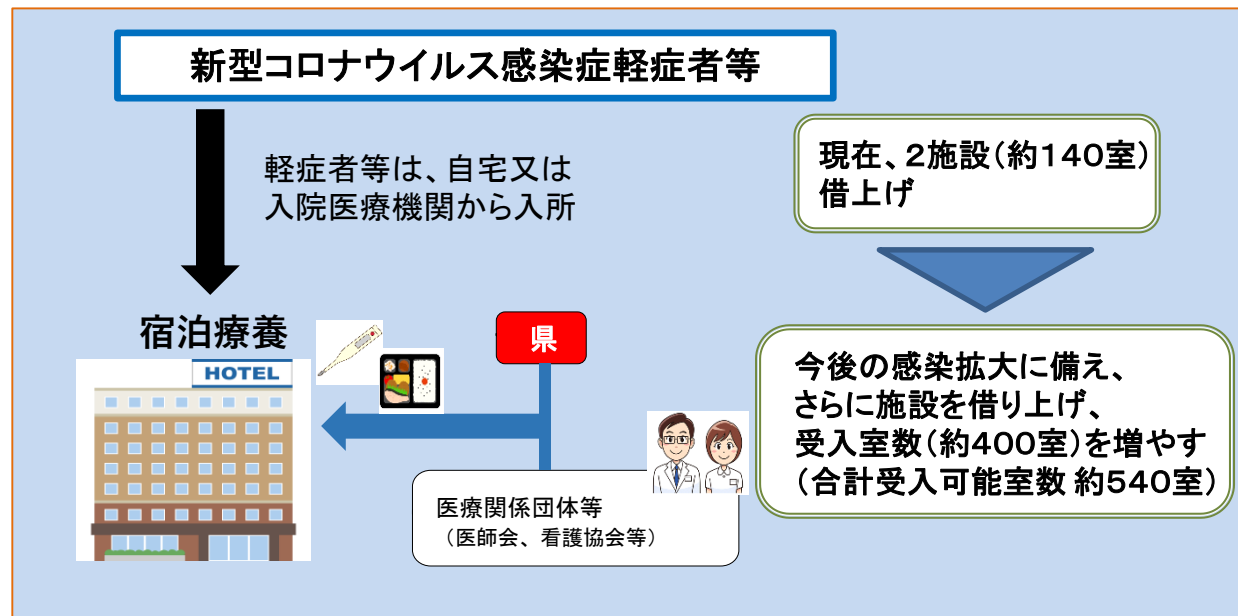 新型コロナウイルス感染症軽症者等
軽症者等は、自宅又は
入院医療機関から入所
現在、２施設（約１４０室）
借上げ
宿泊療養
HOTEL
県
今後の感染拡大に備え、
さらに施設を借り上げ、
受入室数（約４００室）を増やす
（合計受入可能室数 約５４０室）
医療関係団体等
（医師会、看護協会等）